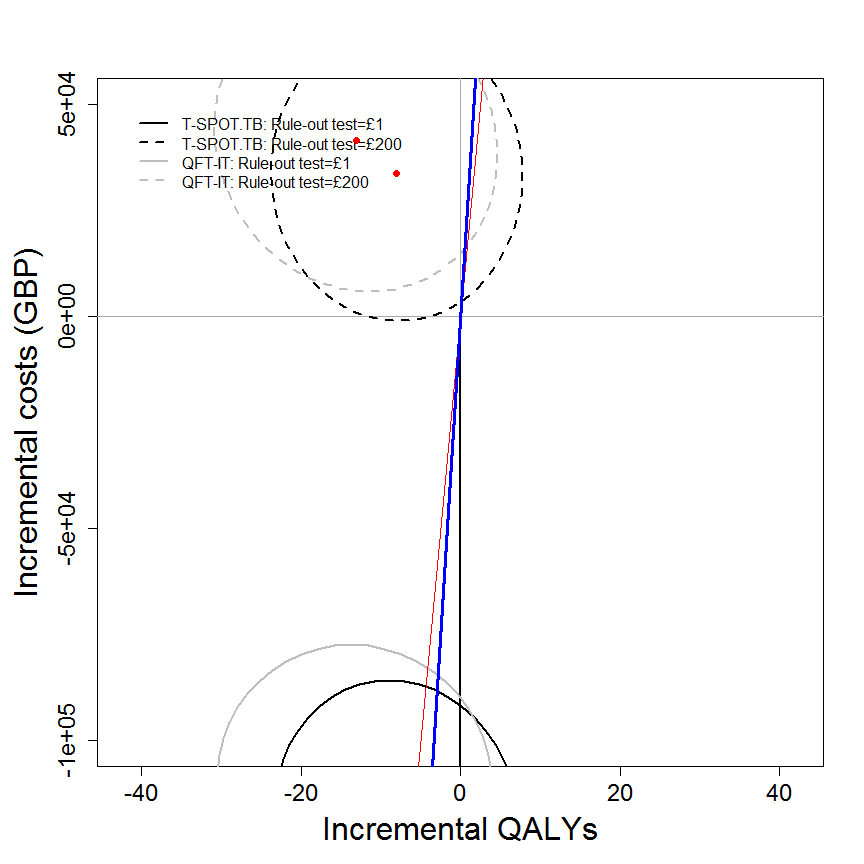 T-SPOT.TB: Rule-out test=£1
T-SPOT.TB: Rule-out test=£200
QFT-IT: Rule-out test=£1
QFT-IT: Rule-out test=£200
5e+04
0e+00
-5e+04
-1e+05
Incremental costs (GBP)
-40 -20 0 20 40
Incremental QALYs